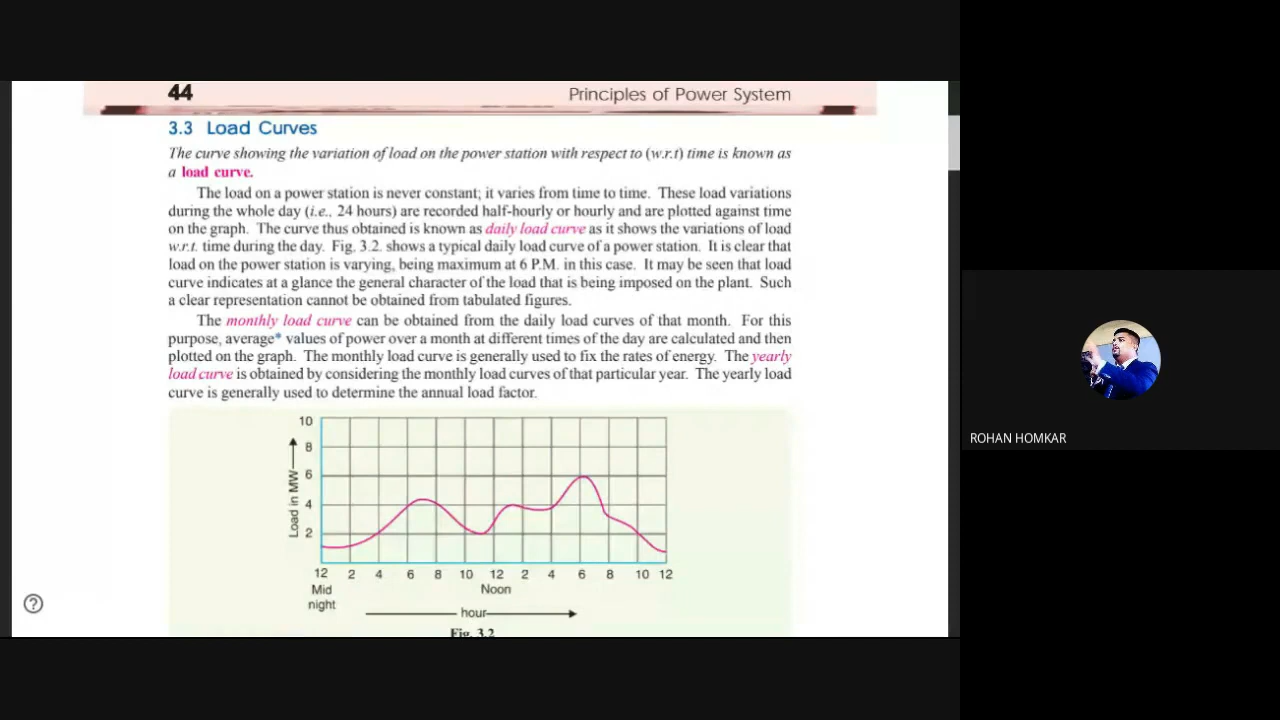 44
Principles of Power System
3.3 Load Curves
The curve showing the variation of load on the power station with respect to (w.r.t) time is known as
a load curve.
The load on a power station is never constant; it varies from time to time. These load variations
during the whole day (i.e., 24 hours) are recorded half-hourly or hourly and are plotted against time
on the graph. The curve thus obtained is known as daily load curve as it shows the variations of load
w.r.t. time during the day. Fig. 3.2. shows a typical daily load curve of a power station. It is clear that
load on the power station is varying, being maximum at 6 P.M. in this case. It may be seen that load
curve indicates at a glance the general character of the load that is being imposed on the plant. Such
a clear representation cannot be obtained from tabulated figures.
The monthly load curve can be obtained from the daily load curves of that month. For this
purpose, average* values of power over a month at different times of the day are calculated and then
plotted on the graph. The monthly load curve is generally used to fix the rates of energy. The yearly
load curve is obtained by considering the monthly load curves of that particular year. The yearly load
curve is generally used to determine the annual load factor.
10
8
6
4
2
Load in MW
12 2 4 6 8 10 12 2 4 6 8 10 12
Mid Noon
night
hour
Fig. 3.2
?
ROHAN HOMKAR